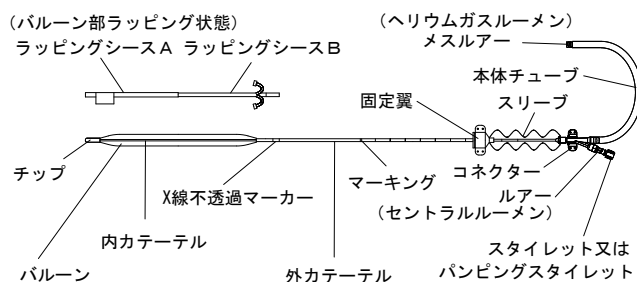 (バルーン部ラッピング状態)
ラッピングシースA ラッピングシースB
(ヘリウムガスルーメン)
メスルアー
本体チューブ
固定翼
スリーブ
チップ
X線不透過マーカー
マーキング
コネクター
ルアー
(セントラルルーメン)
内カテーテル
バルーン
外カテーテル
スタイレット又は
パンピングスタイレット